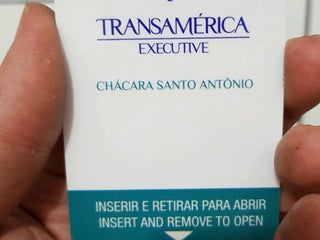 TRANSAMÉRICA
EXECUTIVE
CHÁCARA SANTO ANTÔNIO
INSERIR E RETIRAR PARA ABRIR
INSERT AND REMOVE TO OPEN